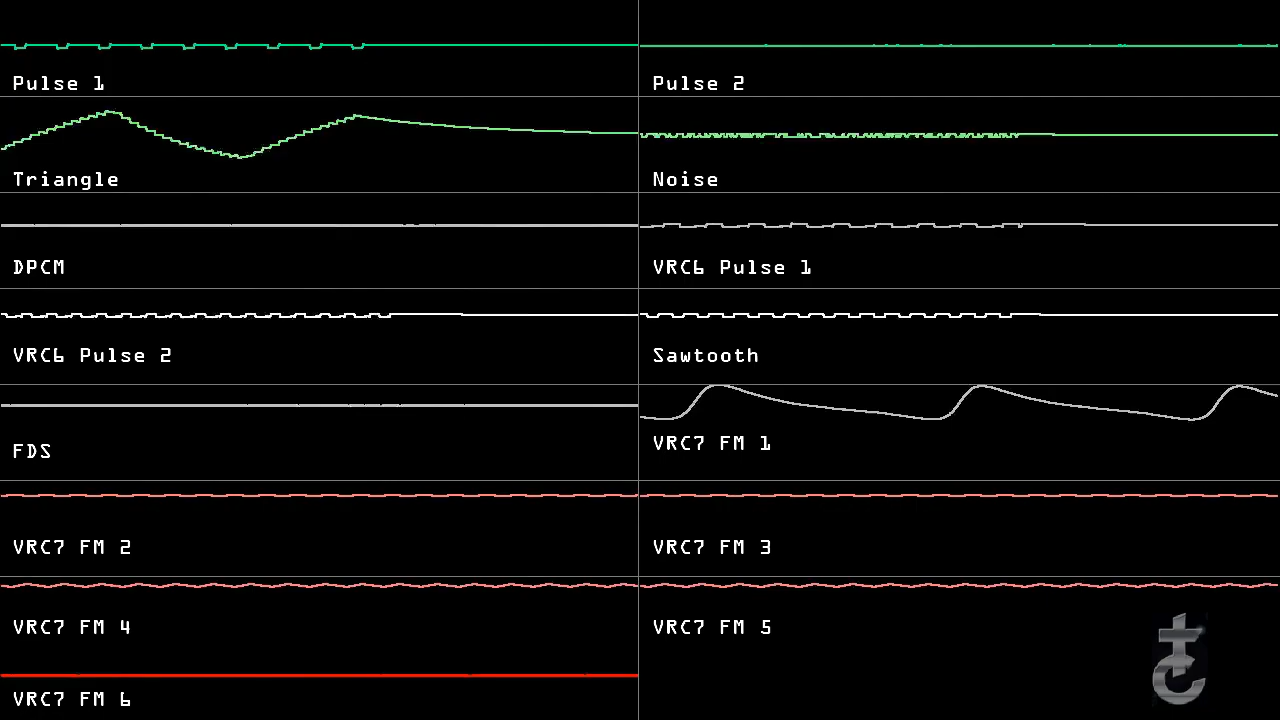 Pulse 1
Pulse 2
Triangle
Noise
DPCM
VRC6 Pulse 1
VRC6 Pulse 2
Sawtooth
FDS
VRC7 FM 1
VRC7 FM 2
VRC7 FM 3
VRC7 FM 4
VRC7 FM 5
VRC7 FM 6